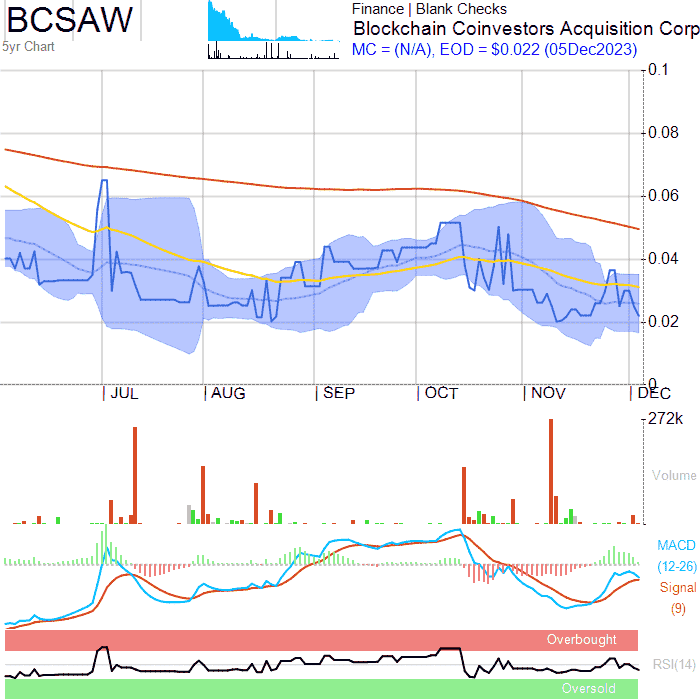 BCSAW
5yr Chart
Finance | Blank Checks
Blockchain Coinvestors Acquisition Corp
MC = (N/A), EOD = $0.022 (05Dec2023)
0.1
0.08
0.06
0.04
0.02
0
JUL
AUG
SEP
OCT
NOV
DEC
272k
Volume
MACD
(12-26)
Signal
(9)
Overbought
RSI(14)
Oversold